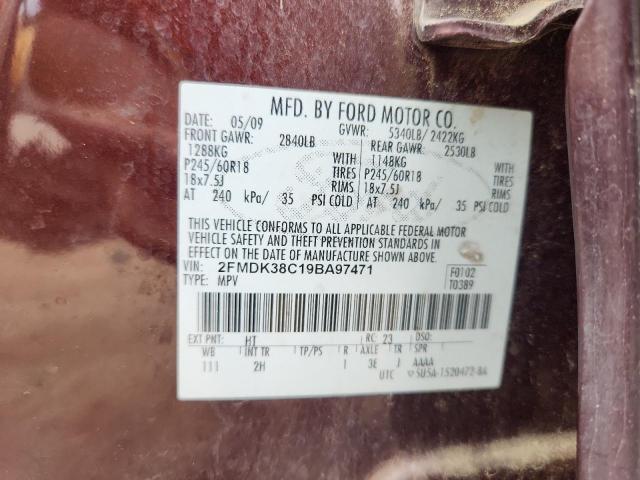 MFD. BY FORD MOTOR CO.
DATE: 05/09 GVWR: 5340LB/ 2422KG
FRONT GAWR: 2840LB REAR GAWR: 2530LB
1288KG WITH 1148KG WITH
P245/60R18 TIRES P245/60R18 TIRES
18x7.5J RIMS 18x7.5J RIMS
AT 240 kPa/ 35 PSI COLD AT 240 kPa/ 35 PSI COLD
THIS VEHICLE CONFORMS TO ALL APPLICABLE FEDERAL MOTOR
VEHICLE SAFETY AND THEFT PREVENTION STANDARDS IN
EFFECT ON THE DATE OF MANUFACTURE SHOWN ABOVE.
VIN: 2FMDK38C19BA97471 F0102
TYPE: MPV T0389
EXT PNT: HT RC: 23 DSO:
WB INT TR TP/PS R AXLE TR SPR
111 2H 1 3E J AAAA
UTC ▽5U5A-1520472-BA